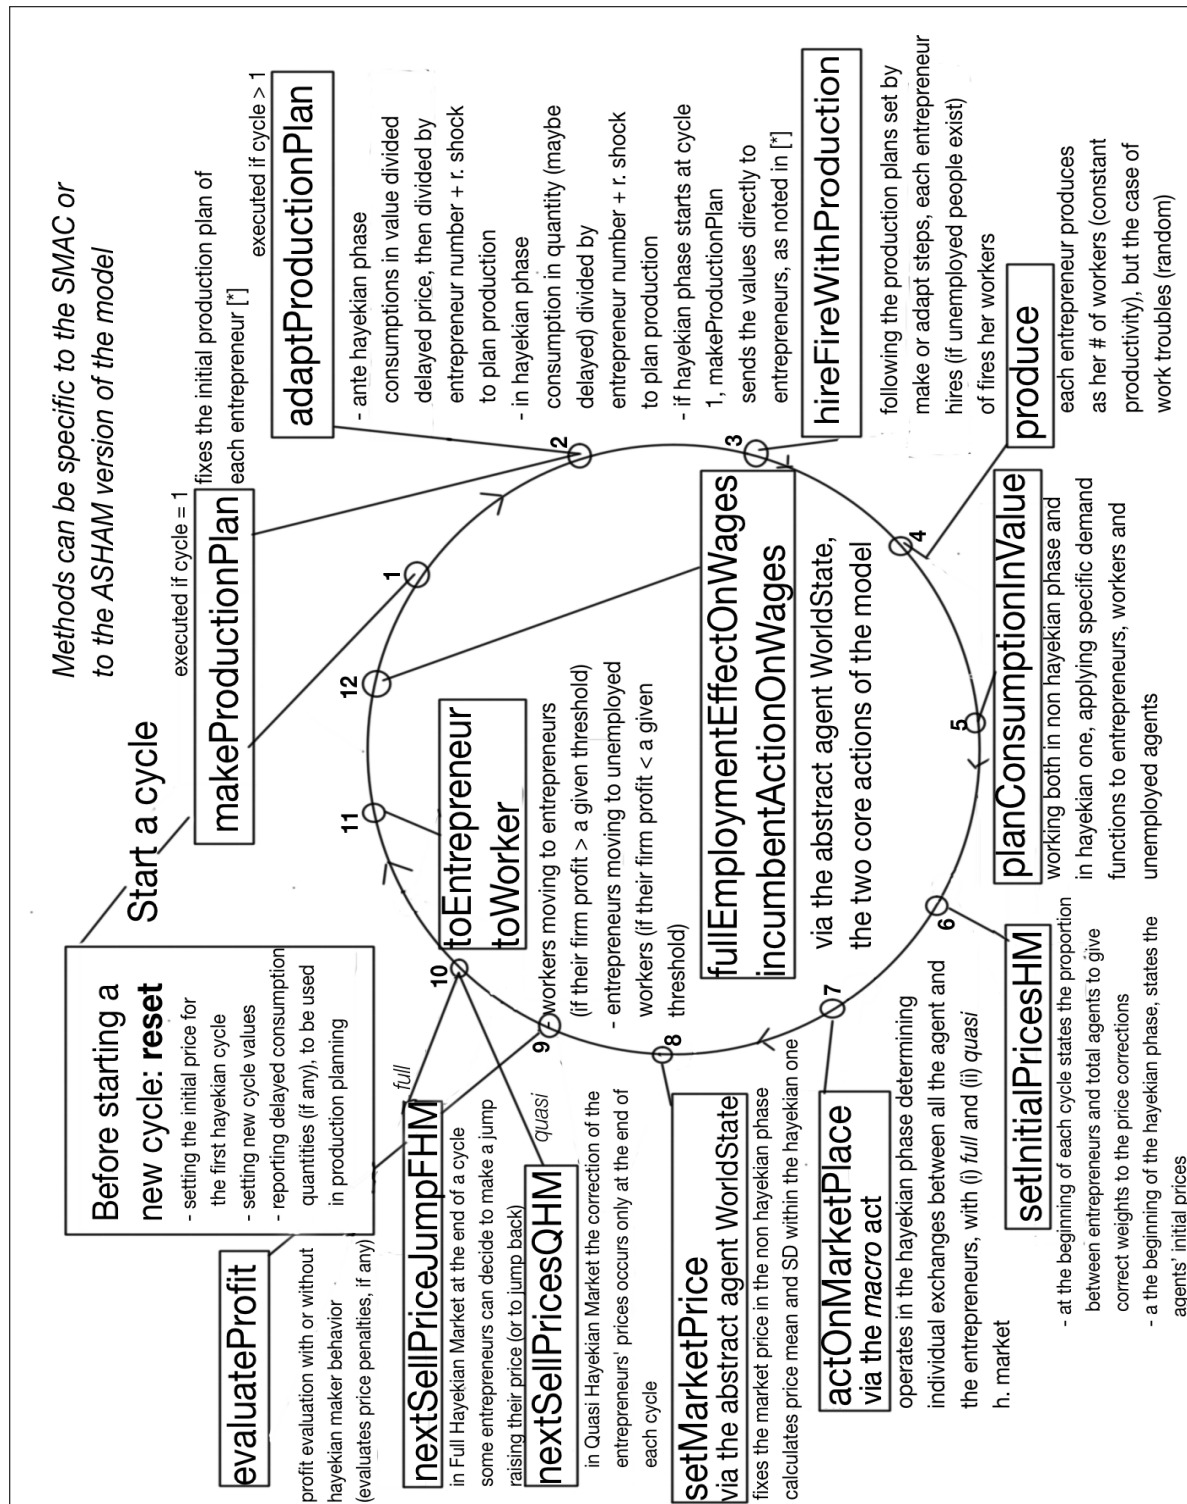 Methods can be specific to the SMAC or
to the ASHAM version of the model
Start a cycle
Before starting a
new cycle: reset
- setting the initial price for
the first hayekian cycle
- setting new cycle values
- reporting delayed consumption
quantities (if any), to be used
in production planning
executed if cycle = 1
makeProductionPlan
fixes the initial production plan of
each entrepreneur [*]
executed if cycle > 1
adaptProductionPlan
- ante hayekian phase
consumptions in value divided
delayed price, then divided by
entrepreneur number + r. shock
to plan production
- in hayekian phase
consumption in quantity (maybe
delayed) divided by
entrepreneur number + r. shock
to plan production
- if hayekian phase starts at cycle
1, makeProductionPlan
sends the values directly to
entrepreneurs, as noted in [*]
hireFireWithProduction
following the production plans set by
make or adapt steps, each entrepreneur
hires (if unemployed people exist)
of fires her workers
produce
each entrepreneur produces
as her # of workers (constant
productivity), but the case of
work troubles (random)
planConsumptionInValue
working both in non hayekian phase and
in hayekian one, applying specific demand
functions to entrepreneurs, workers and
unemployed agents
setInitialPricesHM
- at the beginning of each cycle states the proportion
between entrepreneurs and total agents to give
correct weights to the price corrections
- a the beginning of the hayekian phase, states the
agents' initial prices
actOnMarketPlace
via the macro act
operates in the hayekian phase determining
individual exchanges between all the agent and
the entrepreneurs, with (i) full and (ii) quasi
h. market
setMarketPrice
via the abstract agent WorldState
fixes the market price in the non hayekian phase
calculates price mean and SD within the hayekian one
evaluateProfit
profit evaluation with or without
hayekian maker behavior
(evaluates price penalties, if any)
full
nextSellPriceJumpFHM
in Full Hayekian Market at the end of a cycle
some entrepreneurs can decide to make a jump
raising their price (or to jump back)
quasi
nextSellPricesQHM
in Quasi Hayekian Market the correction of the
entrepreneurs' prices occurs only at the end of
each cycle
toEntrepreneur
toWorker
- workers moving to entrepreneurs
(if their firm profit > a given threshold)
- entrepreneurs moving to unemployed
workers (if their firm profit < a given
threshold)
fullEmploymentEffectOnWages
incumbentActionOnWages
via the abstract agent WorldState,
the two core actions of the model
1
2
3
4
5
6
7
8
9
10
11
12